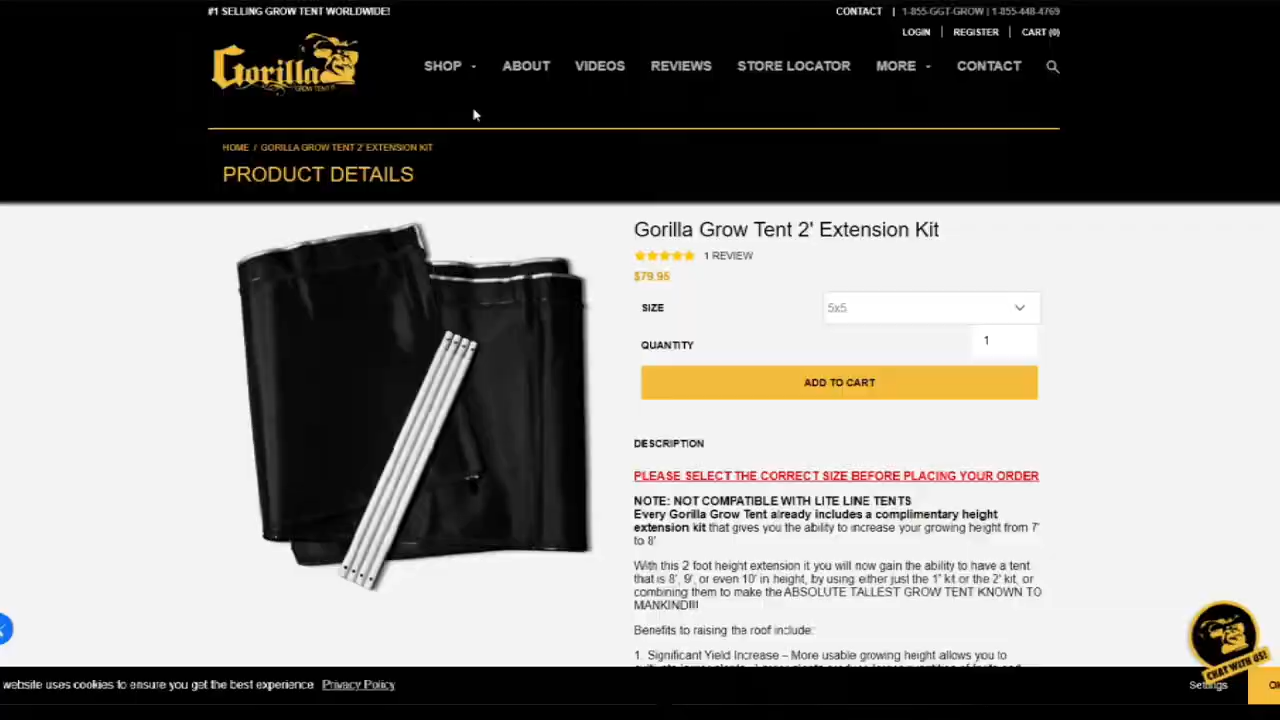 #1 SELLING GROW TENT WORLDWIDE!
CONTACT | 1-855-GGT-GROW | 1-855-448-4769
LOGIN | REGISTER | CART (0)
Gorilla
GROW TENT
SHOP ABOUT VIDEOS REVIEWS STORE LOCATOR MORE CONTACT
HOME / GORILLA GROW TENT 2' EXTENSION KIT
PRODUCT DETAILS
Gorilla Grow Tent 2' Extension Kit
1 REVIEW
$79.95
SIZE 5x5
QUANTITY 1
ADD TO CART
DESCRIPTION
PLEASE SELECT THE CORRECT SIZE BEFORE PLACING YOUR ORDER
NOTE: NOT COMPATIBLE WITH LITE LINE TENTS
Every Gorilla Grow Tent already includes a complimentary height
extension kit that gives you the ability to increase your growing height from 7'
to 8'
With this 2 foot height extension it you will now gain the ability to have a tent
that is 8', 9', or even 10' in height, by using either just the 1' kit or the 2' kit, or
combining them to make the ABSOLUTE TALLEST GROW TENT KNOWN TO
MANKIND!!!
Benefits to raising the roof include:
1. Significant Yield Increase – More usable growing height allows you to
CHAT WITH US!
website uses cookies to ensure you get the best experience Privacy Policy
Settings